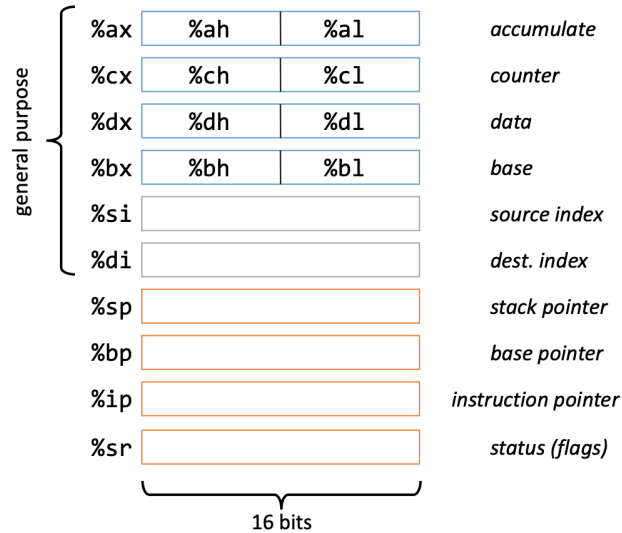 general purpose
%ax %ah %al accumulate
%cx %ch %cl counter
%dx %dh %dl data
%bx %bh %bl base
%si source index
%di dest. index
%sp stack pointer
%bp base pointer
%ip instruction pointer
%sr status (flags)
16 bits